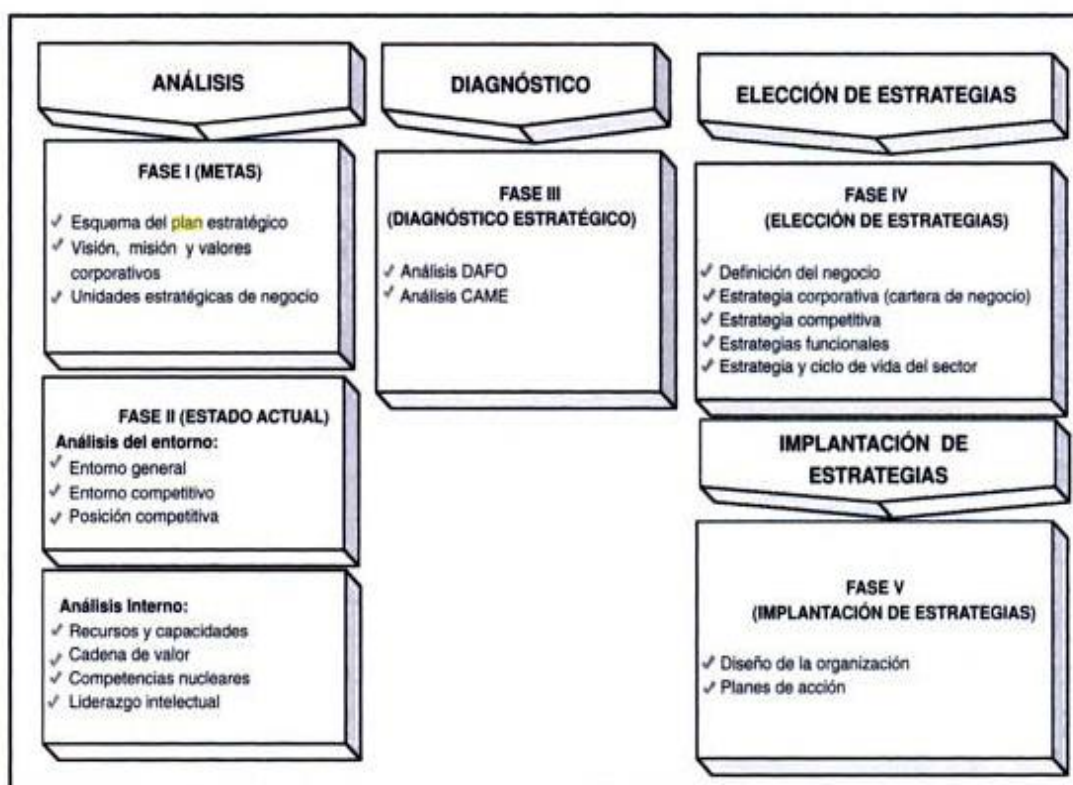 ANÁLISIS
FASE I (METAS)
Esquema del plan estratégico
Visión, misión y valores
corporativos
Unidades estratégicas de negocio
FASE II (ESTADO ACTUAL)
Análisis del entorno:
Entorno general
Entorno competitivo
Posición competitiva
Análisis Interno:
Recursos y capacidades
Cadena de valor
Competencias nucleares
Liderazgo intelectual
DIAGNÓSTICO
FASE III
(DIAGNÓSTICO ESTRATÉGICO)
Análisis DAFO
Análisis CAME
ELECCIÓN DE ESTRATEGIAS
FASE IV
(ELECCIÓN DE ESTRATEGIAS)
Definición del negocio
Estrategia corporativa (cartera de negocio)
Estrategia competitiva
Estrategias funcionales
Estrategia y ciclo de vida del sector
IMPLANTACIÓN DE
ESTRATEGIAS
FASE V
(IMPLANTACIÓN DE ESTRATEGIAS)
Diseño de la organización
Planes de acción